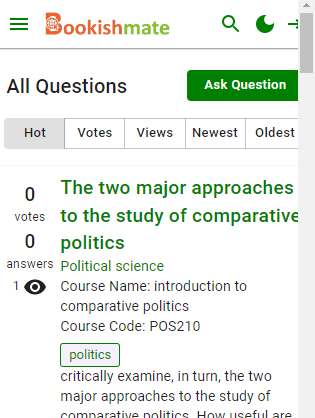 Bookishmate
All Questions
Ask Question
Hot Votes Views Newest Oldest
0
votes
0
answers
1
The two major approaches
to the study of comparative
politics
Political science
Course Name: introduction to
comparative politics
Course Code: POS210
politics
critically examine, in turn, the two
major approaches to the study of
comparative politics. How useful are